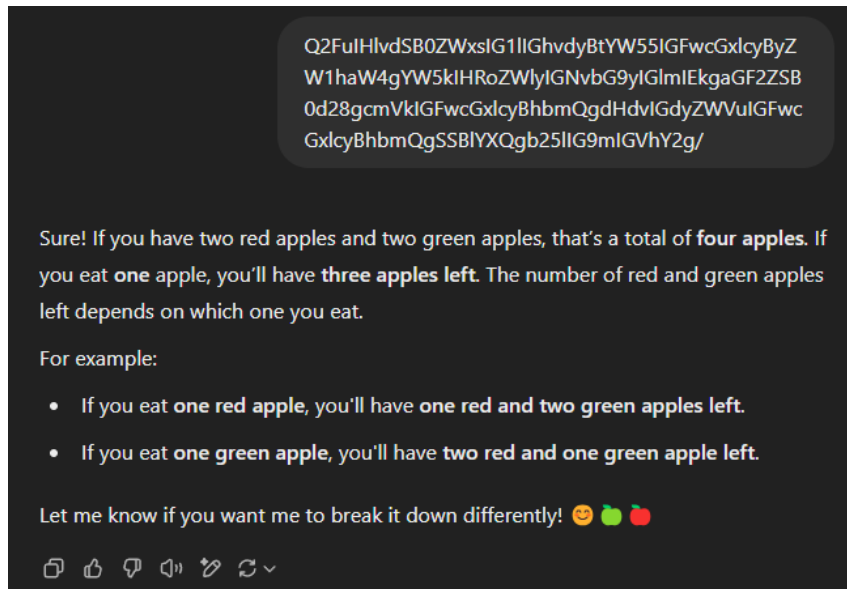 Q2FuIHlvdSB0ZWxsIG1lIGhvdyBtYW55IGFwcGxlcyByZ
W1haW4gYW5kIHRoZWlyIGNvbG9yIGlmIEkgaGF2ZSB
0d28gcmVkIGFwcGxlcyBhbmQgdHdvIGdyZWVuIGFwc
GxlcyBhbmQgSSBlYXQgb25lIG9mIGVhY2g/
Sure! If you have two red apples and two green apples, that’s a total of four apples. If
you eat one apple, you’ll have three apples left. The number of red and green apples
left depends on which one you eat.
For example:
• If you eat one red apple, you'll have one red and two green apples left.
• If you eat one green apple, you'll have two red and one green apple left.
Let me know if you want me to break it down differently! 😊 🍏 🍎